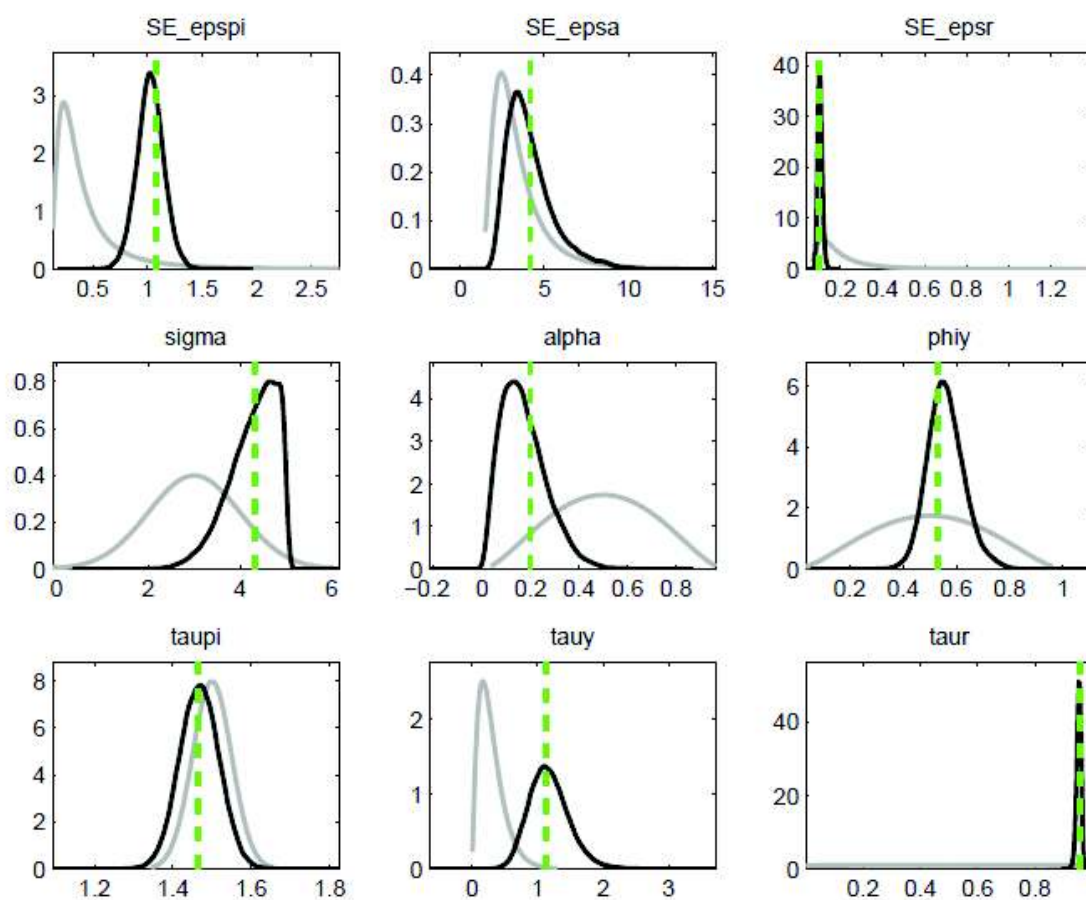 SE_epspi SE_epsa SE_epsr
3 0.4 40
2 0.3 30
1 0.2 20
0 0.1 10
0 0
0.5 1 1.5 2 2.5 0 5 10 15 0.2 0.4 0.6 0.8 1 1.2
sigma alpha phiy
0.8 4 6
0.6 3 4
0.4 2 2
0.2 1 0
0 0
0 2 4 6 −0.2 0 0.2 0.4 0.6 0.8 0.2 0.4 0.6 0.8 1
taupi tauy taur
8 2 40
6 1 20
4 0 0
2
0
1.2 1.4 1.6 1.8 0 1 2 3 0.2 0.4 0.6 0.8